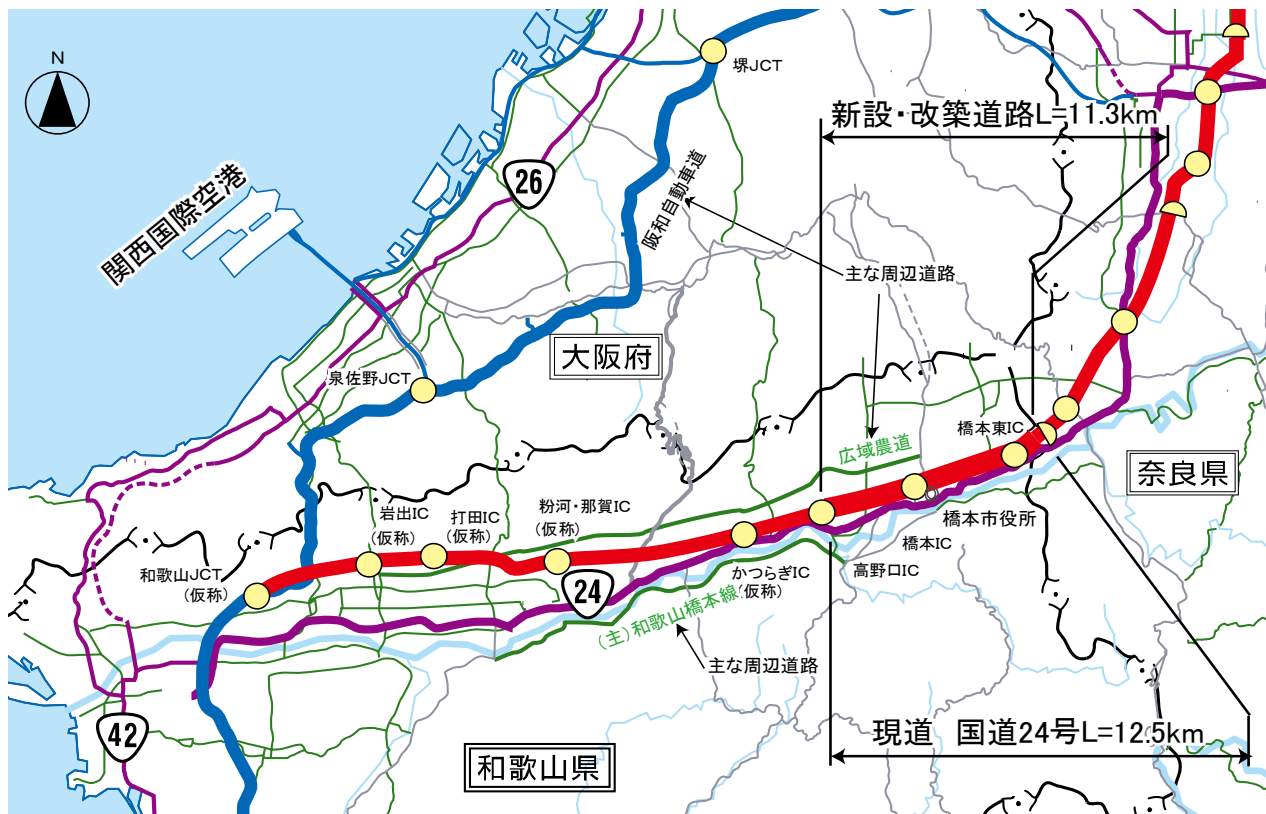 N
堺JCT
新設・改築道路L=11.3km
26
阪和自動車道
関西国際空港
主な周辺道路
大阪府
泉佐野JCT
橋本東IC
広域農道
奈良県
粉河・那賀IC
(仮称)
打田IC
(仮称)
岩出IC
(仮称)
橋本市役所
橋本IC
和歌山JCT
(仮称)
高野口IC
かつらぎIC
(仮称)
24
(主)和歌山橋本線
主な周辺道路
42
現道 国道24号L=12.5km
和歌山県